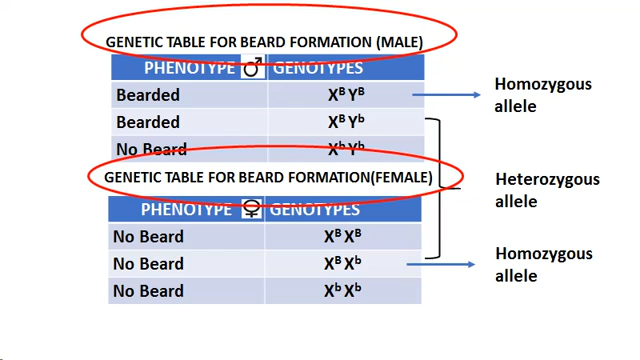 GENETIC TABLE FOR BEARD FORMATION (MALE)
PHENOTYPE ♂ GENOTYPES
Bearded X^B Y^B
Bearded X^B Y^b
No Beard X^b Y^b
Homozygous
allele
GENETIC TABLE FOR BEARD FORMATION(FEMALE)
PHENOTYPE ♀ GENOTYPES
No Beard X^B X^B
No Beard X^B X^b
No Beard X^b X^b
Heterozygous
allele
Homozygous
allele